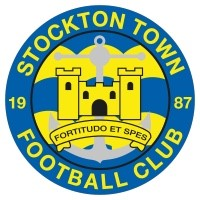 STOCKTON TOWN
19 87
FORTITUDO ET SPES
FOOTBALL CLUB